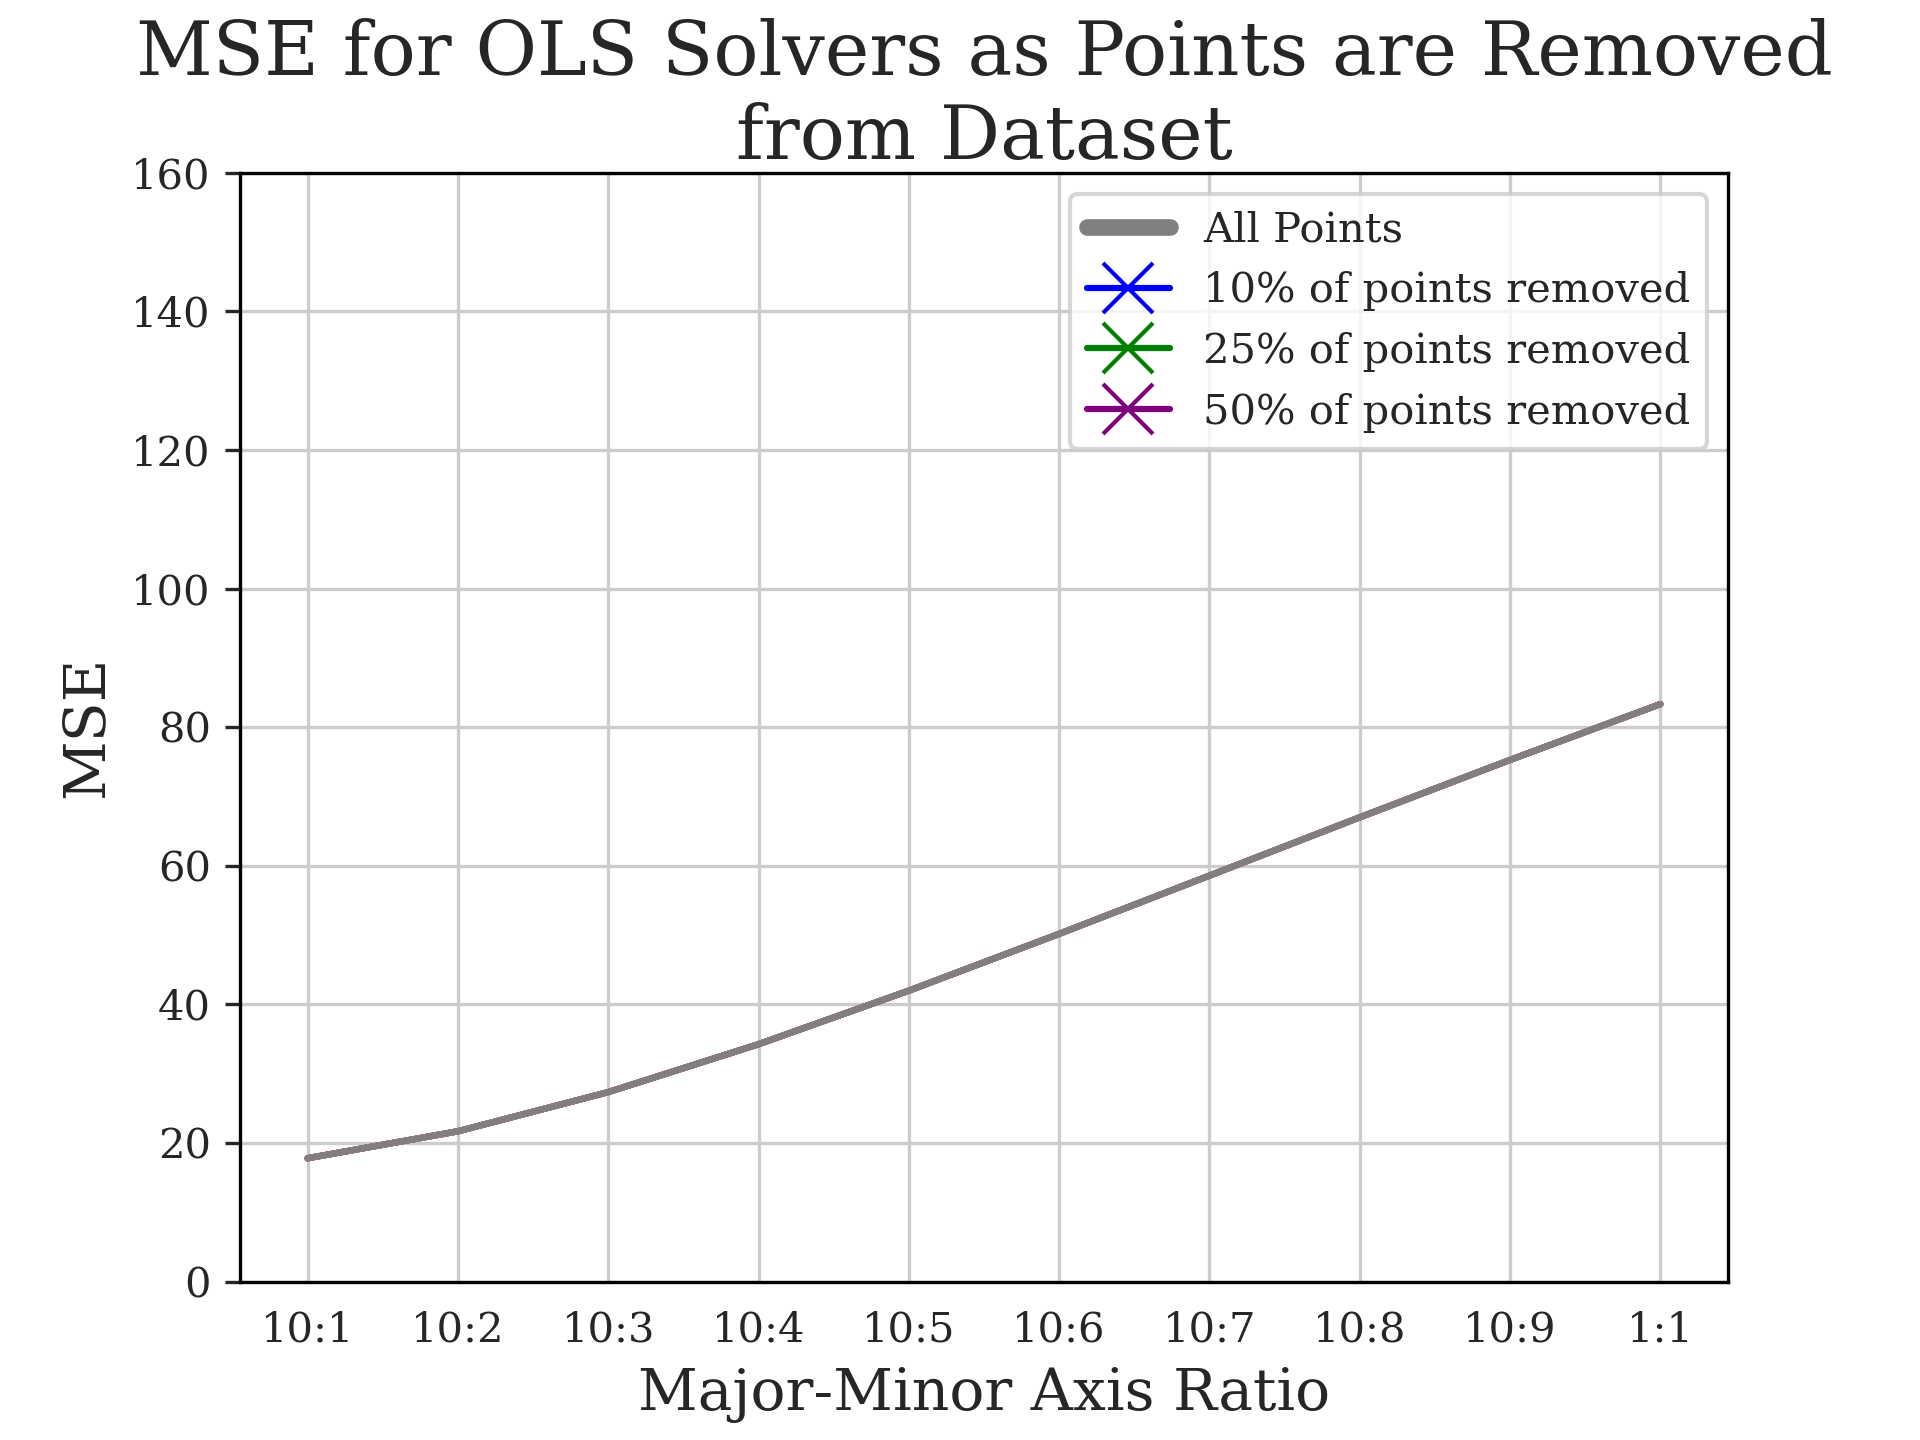 MSE for OLS Solvers as Points are Removed
from Dataset
160
140
120
100
80
60
40
20
0
MSE
All Points
10% of points removed
25% of points removed
50% of points removed
10:1 10:2 10:3 10:4 10:5 10:6 10:7 10:8 10:9 1:1
Major-Minor Axis Ratio